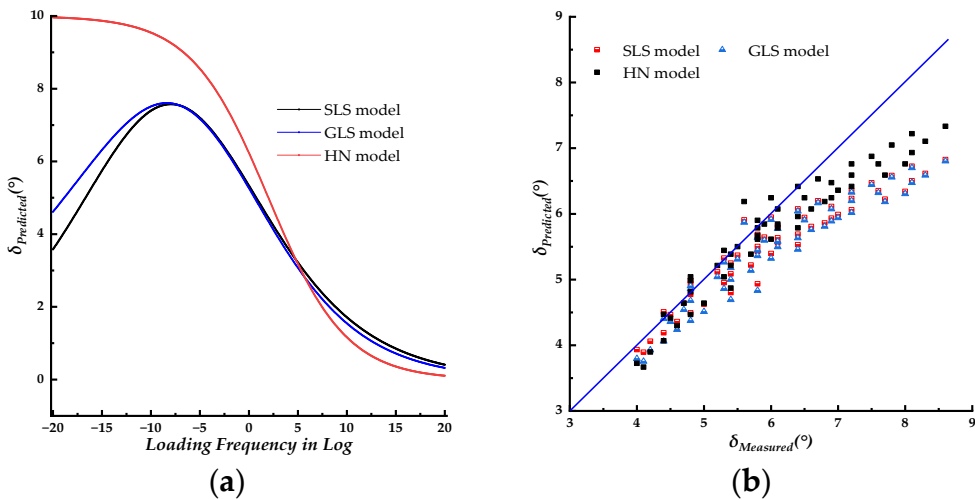 10
8
6
4
2
0
δPredicted(°)
SLS model
GLS model
HN model
−20 −15 −10 −5 0 5 10 15 20
Loading Frequency in Log
(a)
9
8
7
6
5
4
3
δPredicted(°)
SLS model GLS model
HN model
3 4 5 6 7 8 9
δMeasured(°)
(b)